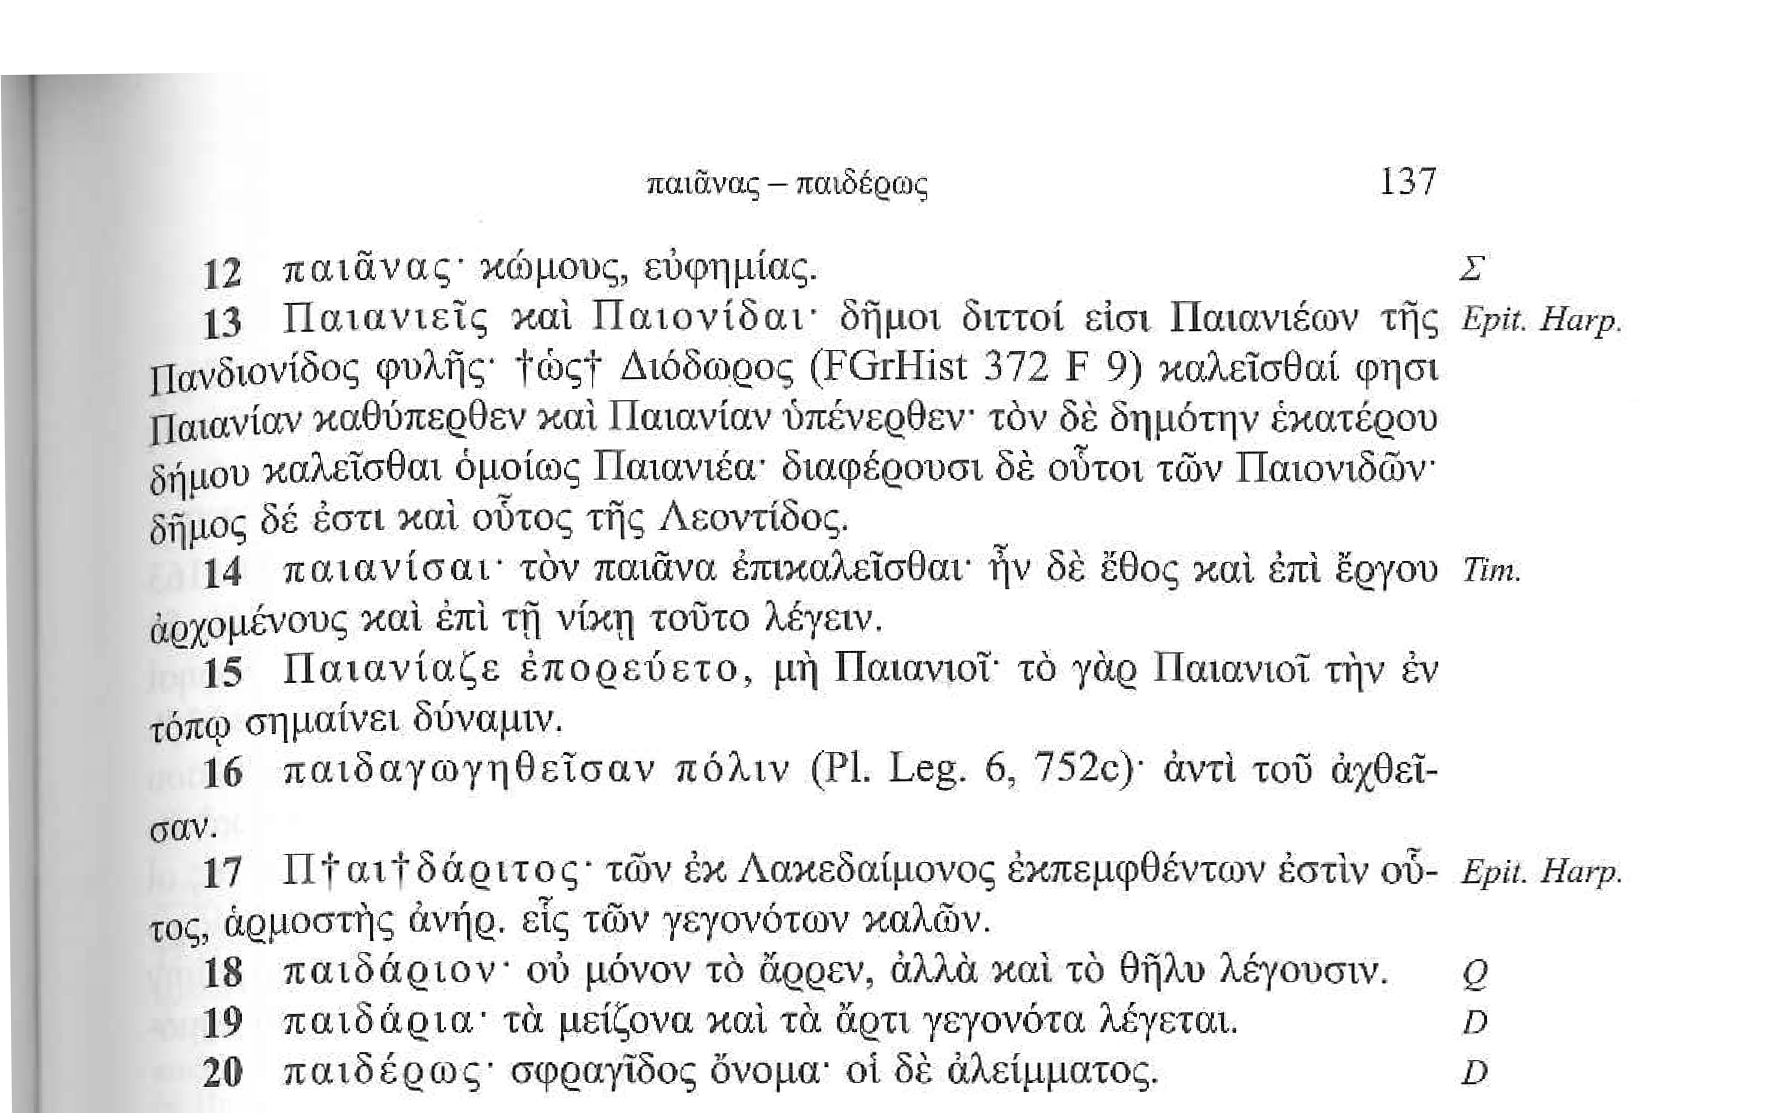 παιᾶνας – παιδέρως 137
12 παιᾶνας· κώμους, εὐφημίας. Σ
13 Παιανιεῖς καὶ Παιονίδαι· δῆμοι διττοί εἰσι Παιανιέων τῆς Epit. Harp.
Πανδιονίδος φυλῆς· †ὡς† Διόδωρος (FGrHist 372 F 9) καλεῖσθαί φησι
Παιανίαν καθύπερθεν καὶ Παιανίαν ὑπένερθεν· τὸν δὲ δημότην ἑκατέρου
δήμου καλεῖσθαι ὁμοίως Παιανιέα· διαφέρουσι δὲ οὗτοι τῶν Παιονιδῶν·
δῆμος δέ ἐστι καὶ οὗτος τῆς Λεοντίδος.
14 παιανίσαι· τὸν παιᾶνα ἐπικαλεῖσθαι· ἦν δὲ ἔθος καὶ ἐπὶ ἔργου Tim.
ἀρχομένους καὶ ἐπὶ τῇ νίκῃ τοῦτο λέγειν.
15 Παιανίαζε ἐπορεύετο, μὴ Παιανιοῖ· τὸ γὰρ Παιανιοῖ τὴν ἐν
τόπῳ σημαίνει δύναμιν.
16 παιδαγωγηθεῖσαν πόλιν (Pl. Leg. 6, 752c)· ἀντὶ τοῦ ἀχθεῖ-
σαν.
17 Π†αι†δάριτος· τῶν ἐκ Λακεδαίμονος ἐκπεμφθέντων ἐστὶν οὗ- Epit. Harp.
τος, ἁρμοστὴς ἀνήρ. εἷς τῶν γεγονότων καλῶν.
18 παιδάριον· οὐ μόνον τὸ ἄρρεν, ἀλλὰ καὶ τὸ θῆλυ λέγουσιν. Q
19 παιδάρια· τὰ μείζονα καὶ τὰ ἄρτι γεγονότα λέγεται. D
20 παιδέρως· σφραγῖδος ὄνομα· οἱ δὲ ἀλείμματος. D